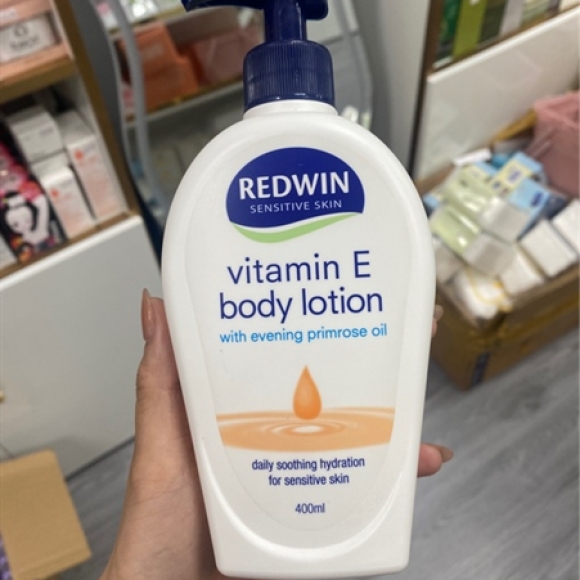 REDWIN
SENSITIVE SKIN
vitamin E
body lotion
with evening primrose oil
daily soothing hydration
for sensitive skin
400ml